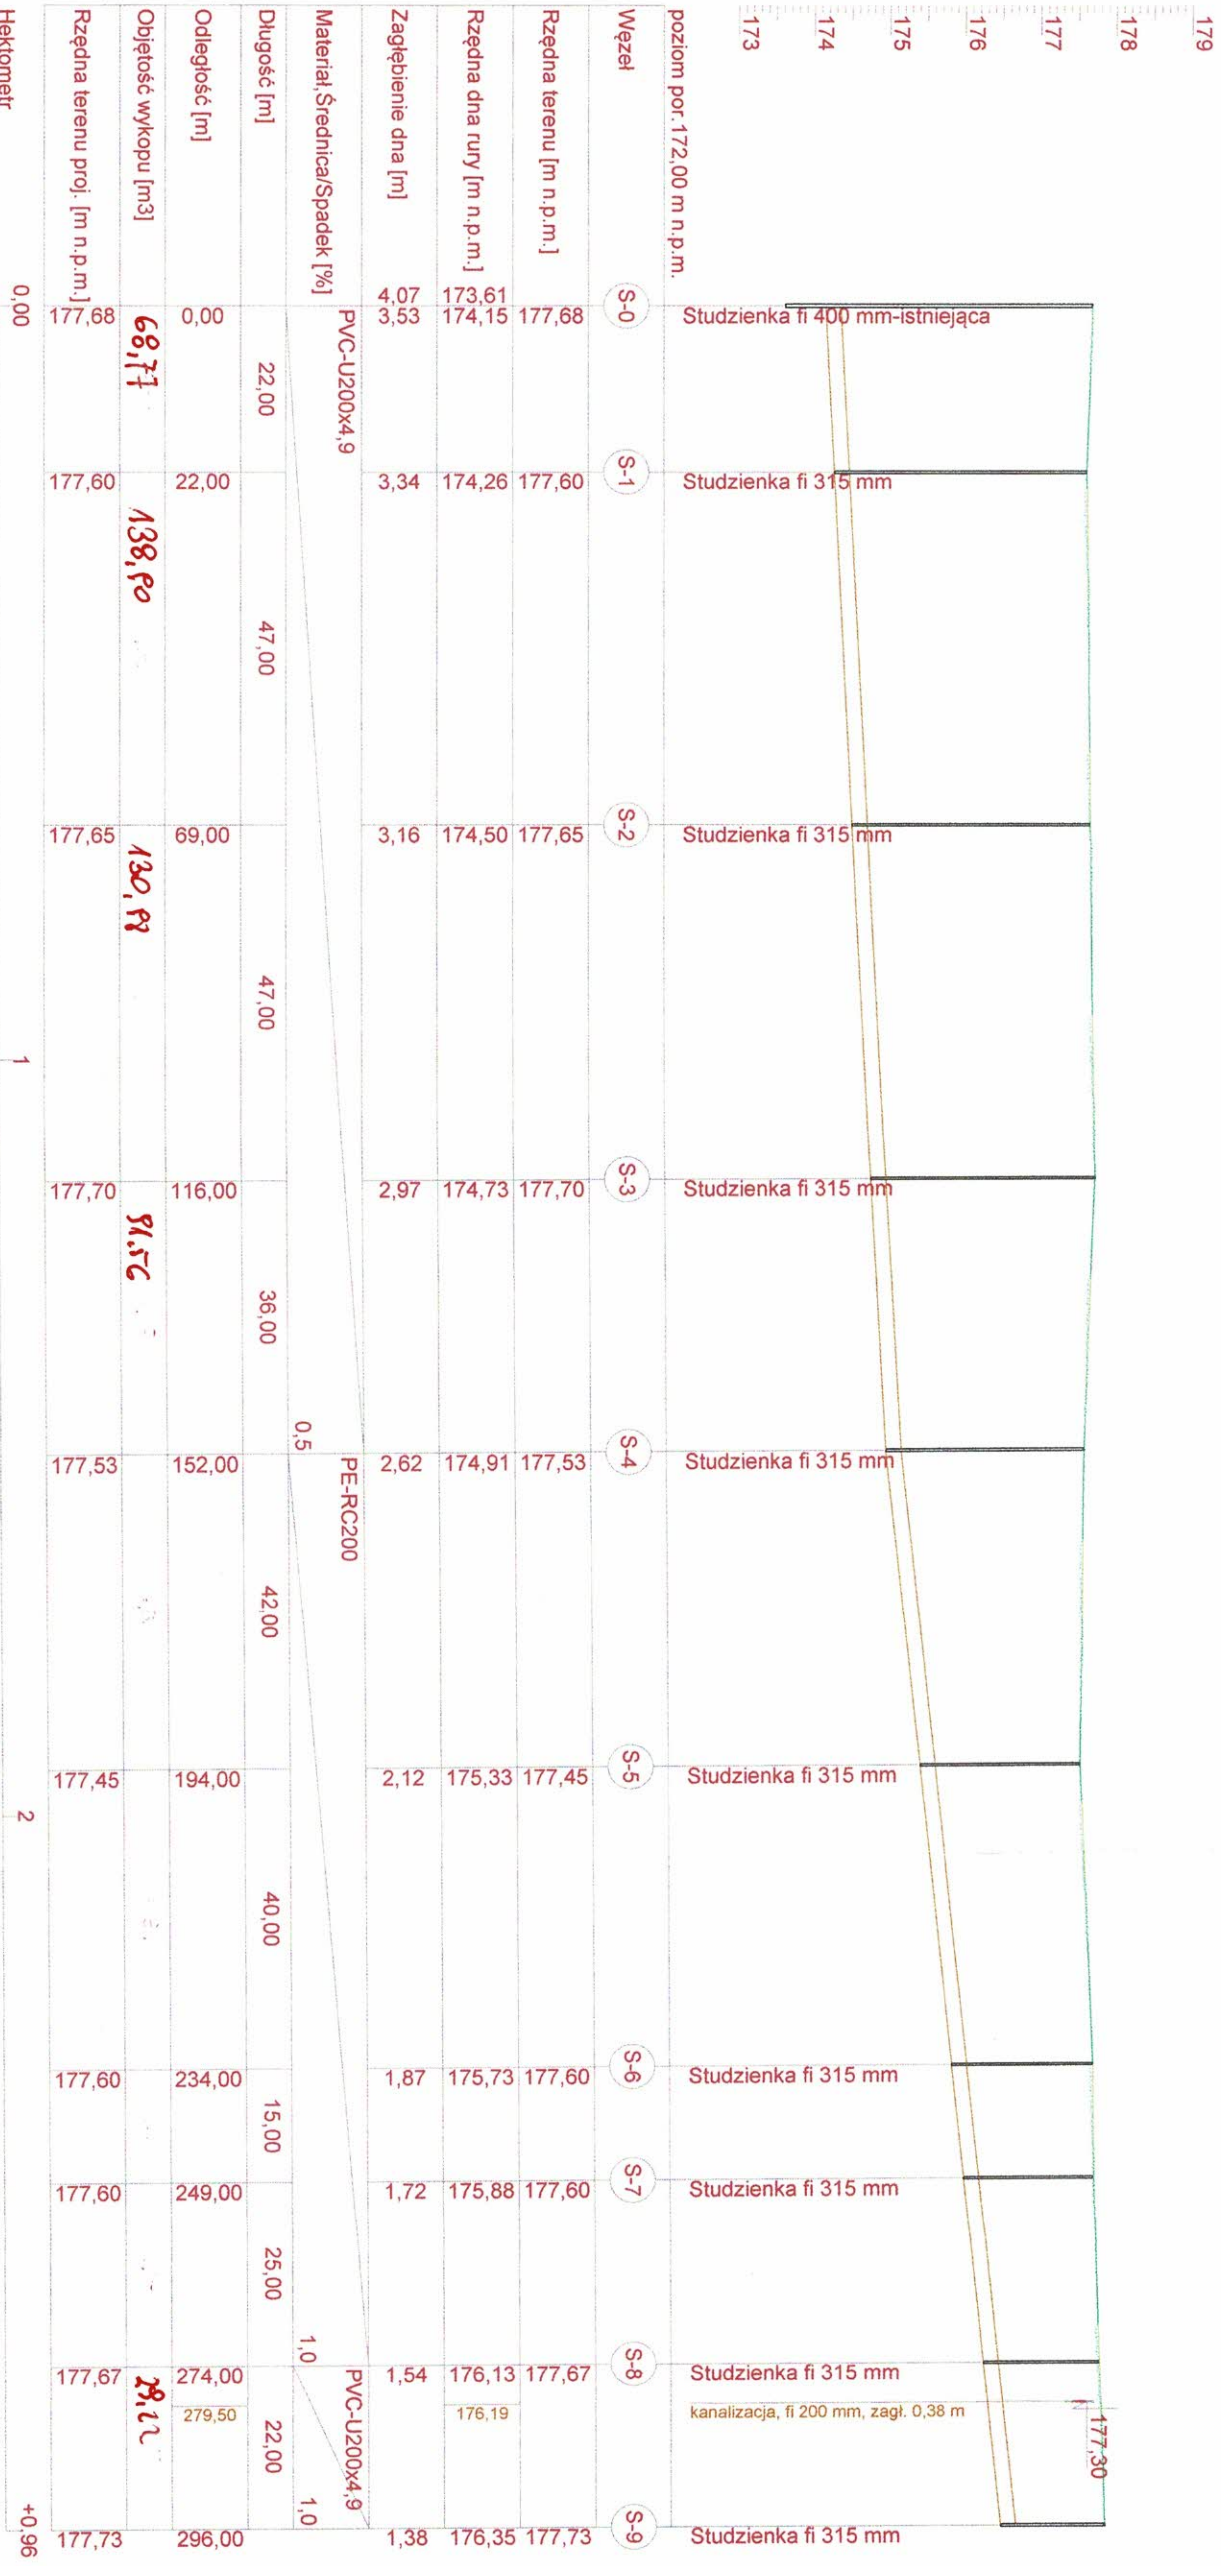 179
178
177
176
175
174
173
177,30
Studzienka fi 400 mm-istniejąca
Studzienka fi 315 mm
Studzienka fi 315 mm
Studzienka fi 315 mm
Studzienka fi 315 mm
Studzienka fi 315 mm
Studzienka fi 315 mm
Studzienka fi 315 mm
Studzienka fi 315 mm
kanalizacja, fi 200 mm, zagł. 0,38 m
Studzienka fi 315 mm
poziom por.172,00 m n.p.m.
Węzeł S-0 S-1 S-2 S-3 S-4 S-5 S-6 S-7 S-8 S-9
Rzędna terenu [m n.p.m.] 177,68 177,60 177,65 177,70 177,53 177,45 177,60 177,60 177,67 177,73
Rzędna dna rury [m n.p.m.] 173,61 174,15 174,26 174,50 174,73 174,91 175,33 175,73 175,88 176,13 176,19 176,35
Zagłębienie dna [m] 4,07 3,53 3,34 3,16 2,97 2,62 2,12 1,87 1,72 1,54 1,38
Materiał,Średnica/Spadek [%] PVC-U200x4,9 0,5 PE-RC200 1,0 PVC-U200x4,9 1,0
Długość [m] 22,00 47,00 47,00 36,00 42,00 40,00 15,00 25,00 22,00
Odległość [m] 0,00 22,00 69,00 116,00 152,00 194,00 234,00 249,00 274,00 279,50 296,00
Objętość wykopu [m3] 68,77 29,22
Rzędna terenu proj. [m n.p.m.] 177,68 177,60 177,65 177,70 177,53 177,45 177,60 177,60 177,67 177,73
Hektometr 0,00 1 2 +0,96